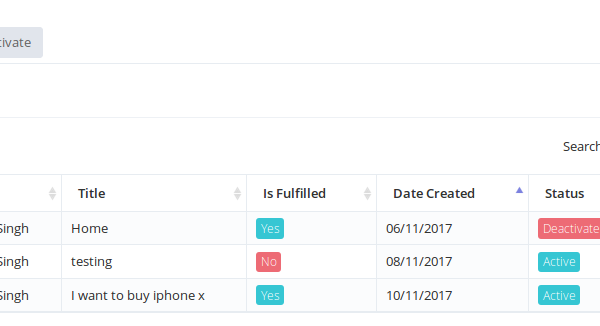 tivate
Search
Title Is Fulfilled Date Created Status
Singh Home Yes 06/11/2017 Deactivate
Singh testing No 08/11/2017 Active
Singh I want to buy iphone x Yes 10/11/2017 Active